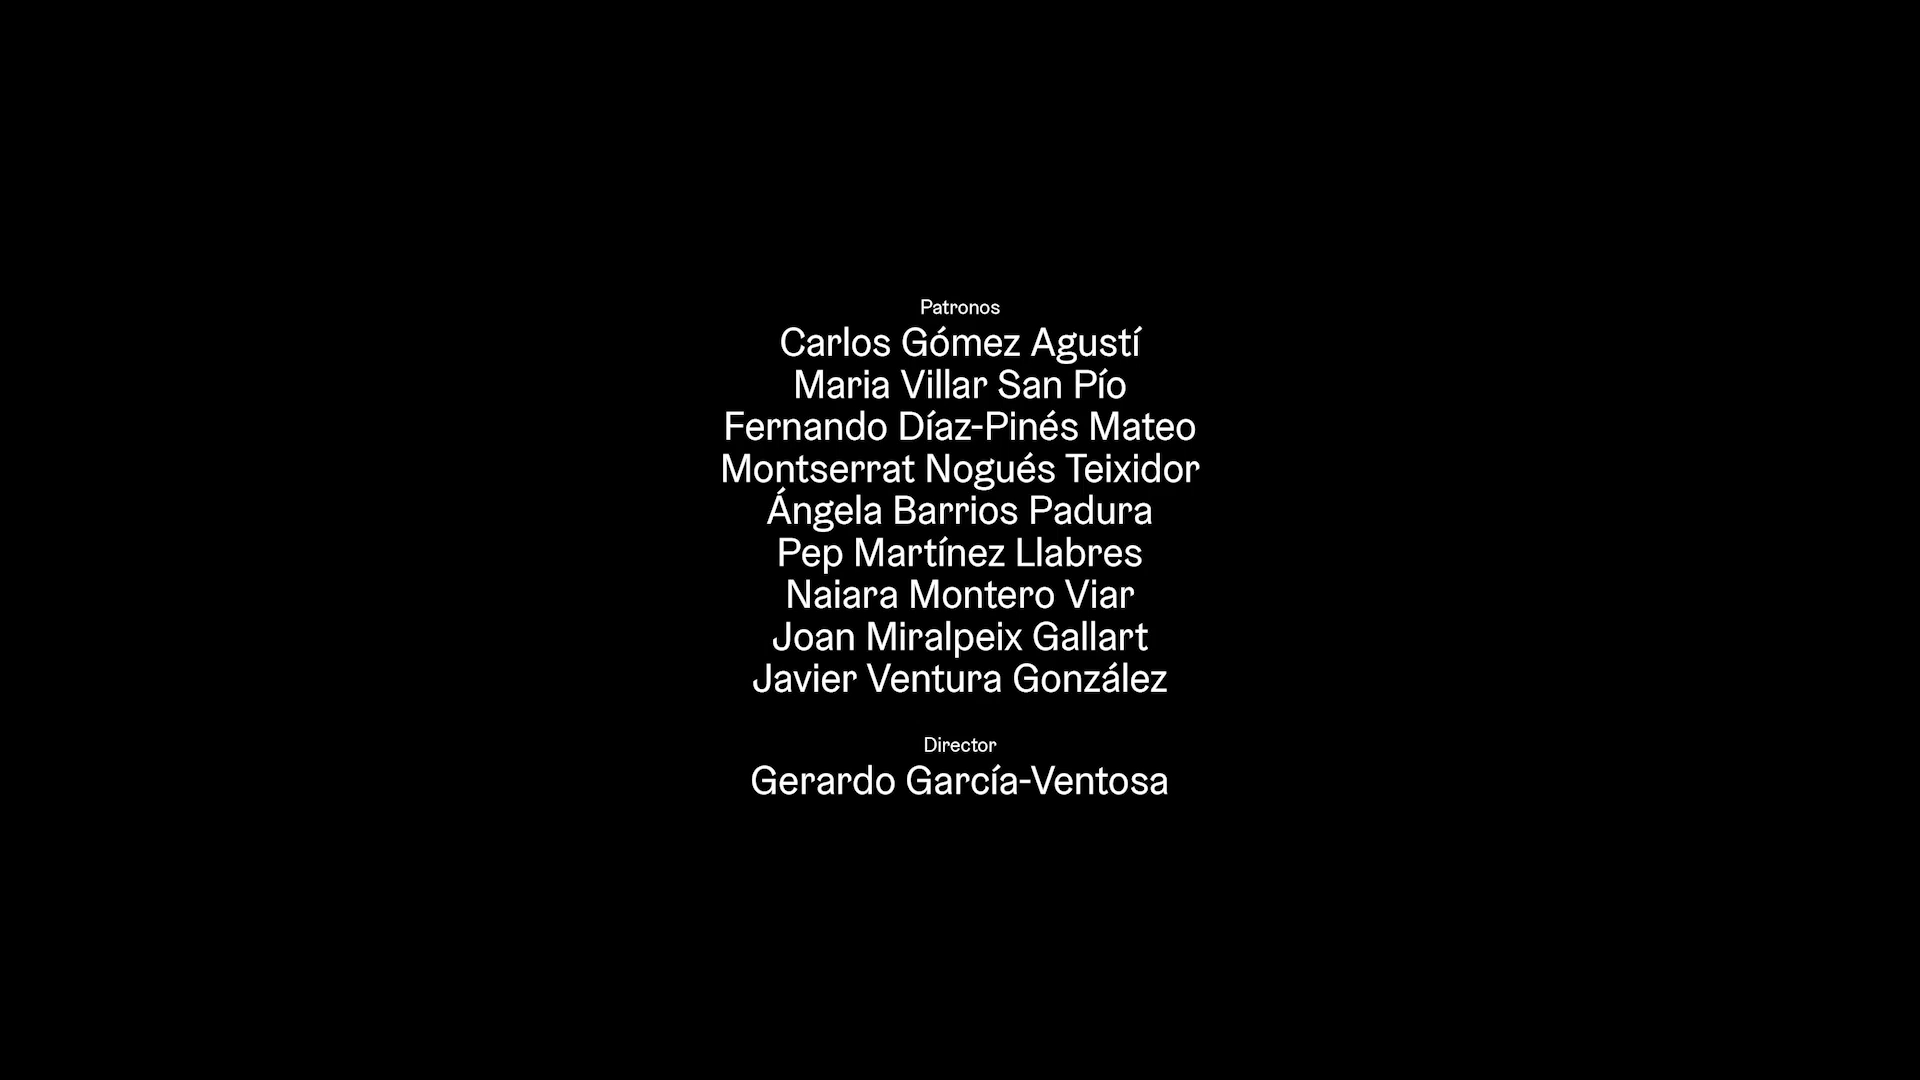 Patronos
Carlos Gómez Agustí
Maria Villar San Pío
Fernando Díaz-Pinés Mateo
Montserrat Nogués Teixidor
Ángela Barrios Padura
Pep Martínez Llabres
Naiara Montero Viar
Joan Miralpeix Gallart
Javier Ventura González
Director
Gerardo García-Ventosa